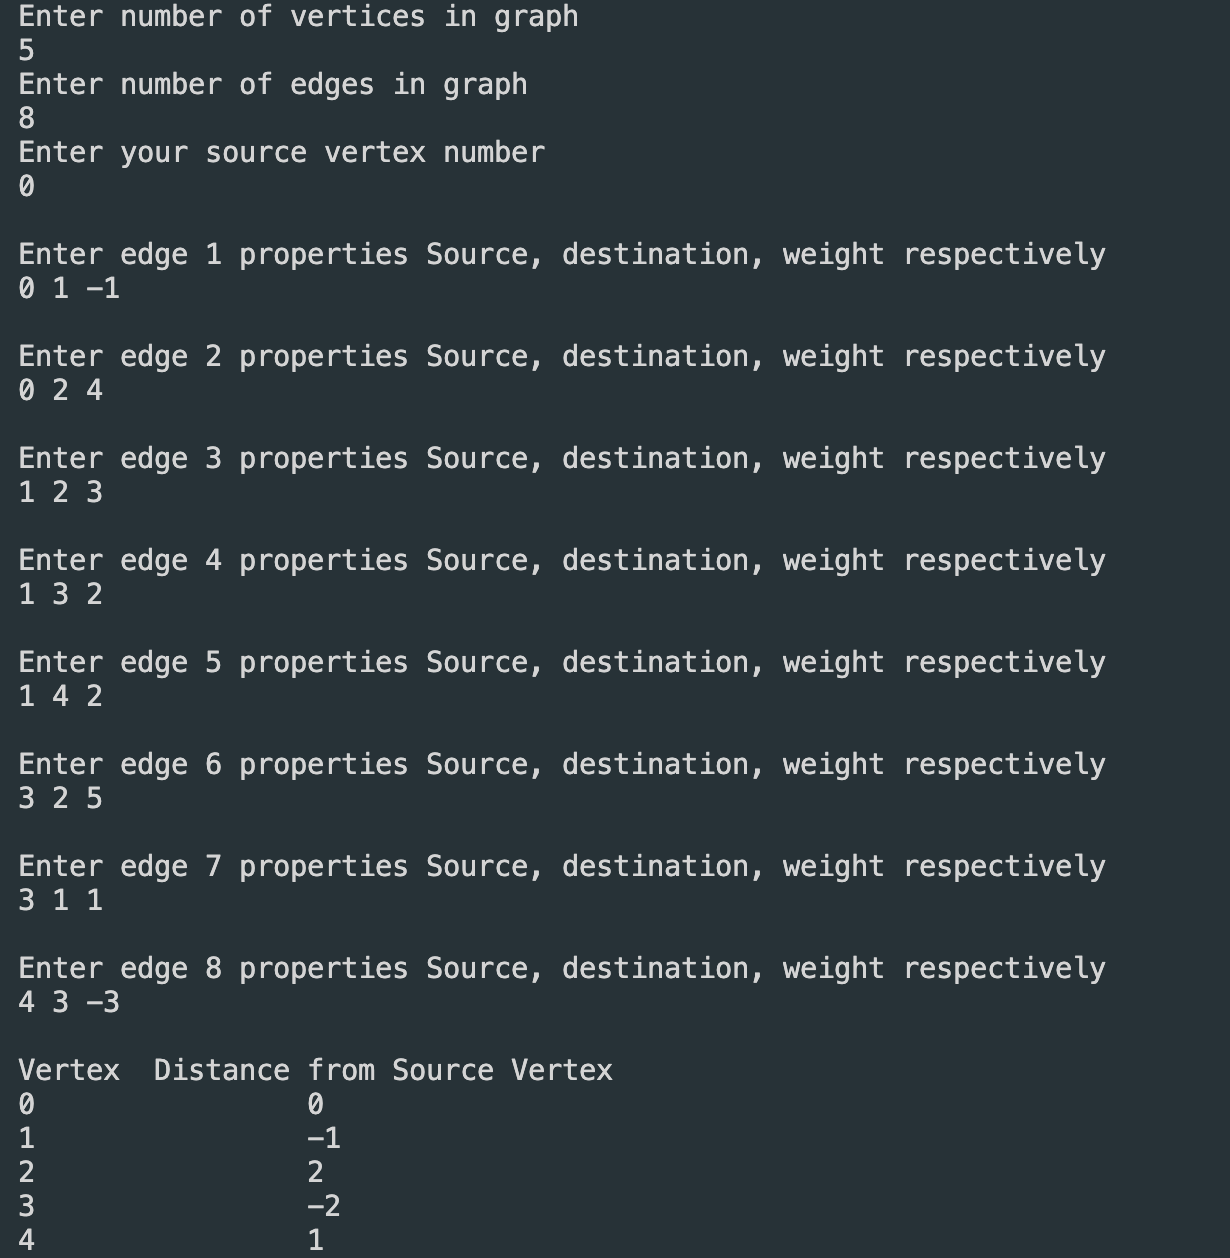 Enter number of vertices in graph
5
Enter number of edges in graph
8
Enter your source vertex number
0
Enter edge 1 properties Source, destination, weight respectively
0 1 -1
Enter edge 2 properties Source, destination, weight respectively
0 2 4
Enter edge 3 properties Source, destination, weight respectively
1 2 3
Enter edge 4 properties Source, destination, weight respectively
1 3 2
Enter edge 5 properties Source, destination, weight respectively
1 4 2
Enter edge 6 properties Source, destination, weight respectively
3 2 5
Enter edge 7 properties Source, destination, weight respectively
3 1 1
Enter edge 8 properties Source, destination, weight respectively
4 3 -3
Vertex  Distance from Source Vertex
0                0
1                -1
2                2
3                -2
4                1